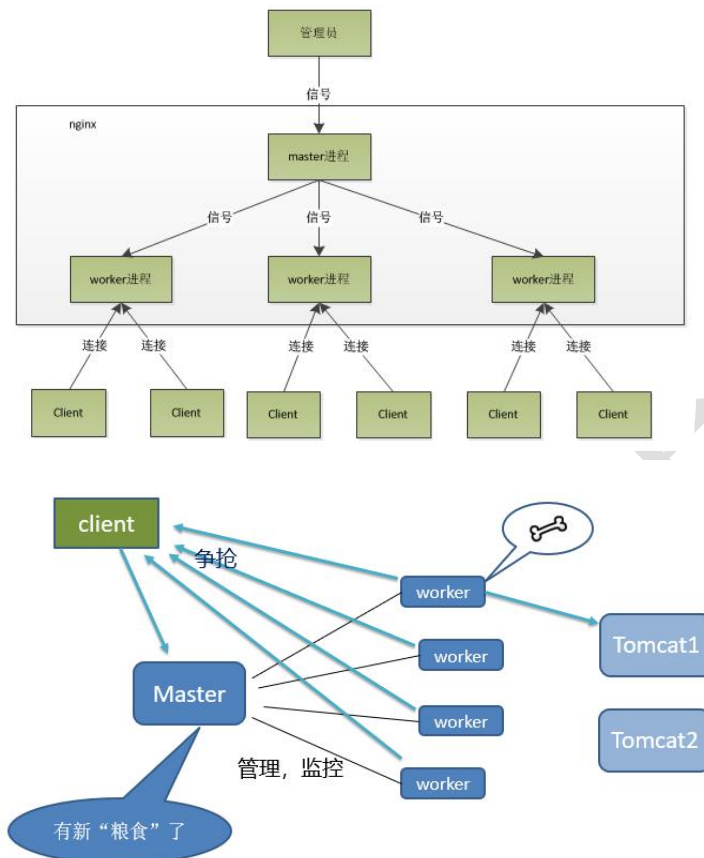 管理员
信号
nginx
master进程
信号
信号
信号
worker进程
worker进程
worker进程
连接
连接
连接
连接
连接
连接
Client
Client
Client
Client
Client
Client
client
争抢
worker
Tomcat1
worker
Master
worker
Tomcat2
管理，监控
worker
有新“粮食”了